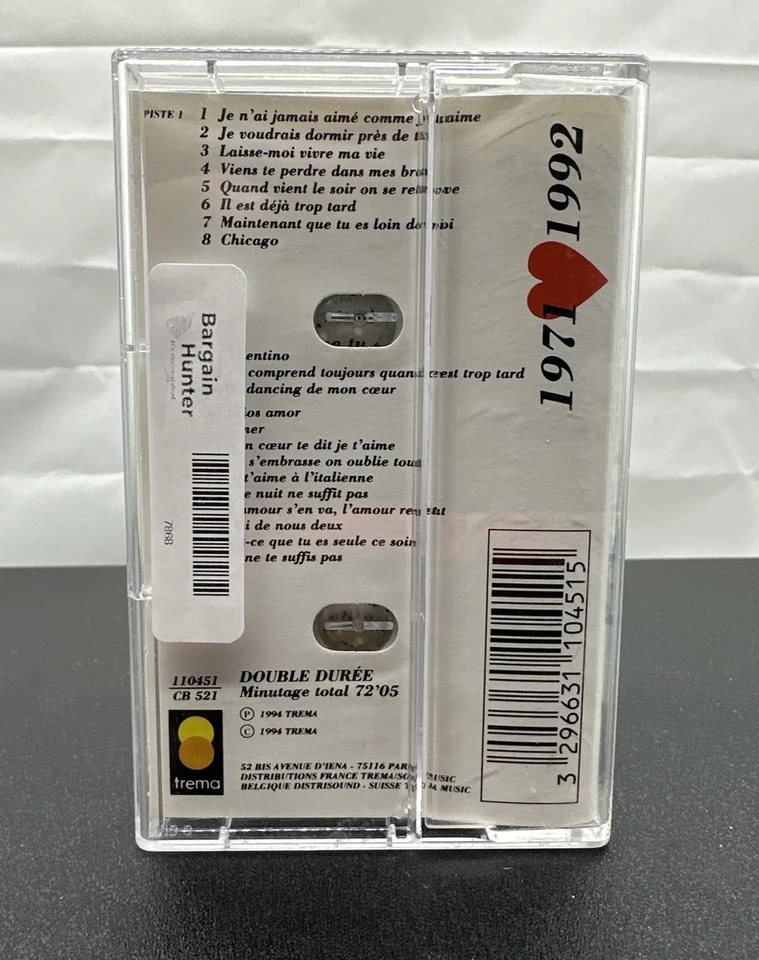 PISTE 1
1 Je n'ai jamais aimé comme je t'aime
2 Je voudrais dormir près de
3 Laisse-moi vivre ma vie
4 Viens te perdre dans mes bras
5 Quand vient le soir on se retrouve
6 Il est déjà trop tard
7 Maintenant que tu es loin de moi
8 Chicago
entino
comprend toujours quand c'est trop tard
dancing de mon cœur
ios amor
ner
n cœur te dit je t'aime
s'embrasse on oublie tout
t'aime à l'italienne
e nuit ne suffit pas
amour s'en va, l'amour revient
i de nous deux
-ce que tu es seule ce soir
ne te suffis pas
Bargain
Hunter
7868
110451
CB 521
DOUBLE DURÉE
Minutage total 72'05
Ⓟ 1994 TREMA
© 1994 TREMA
trema
52 BIS AVENUE D'IENA - 75116 PARIS
DISTRIBUTIONS FRANCE TREMA/SONY MUSIC
BELGIQUE DISTRISOUND - SUISSE MUSIC
1971 1992
3 296631 104515